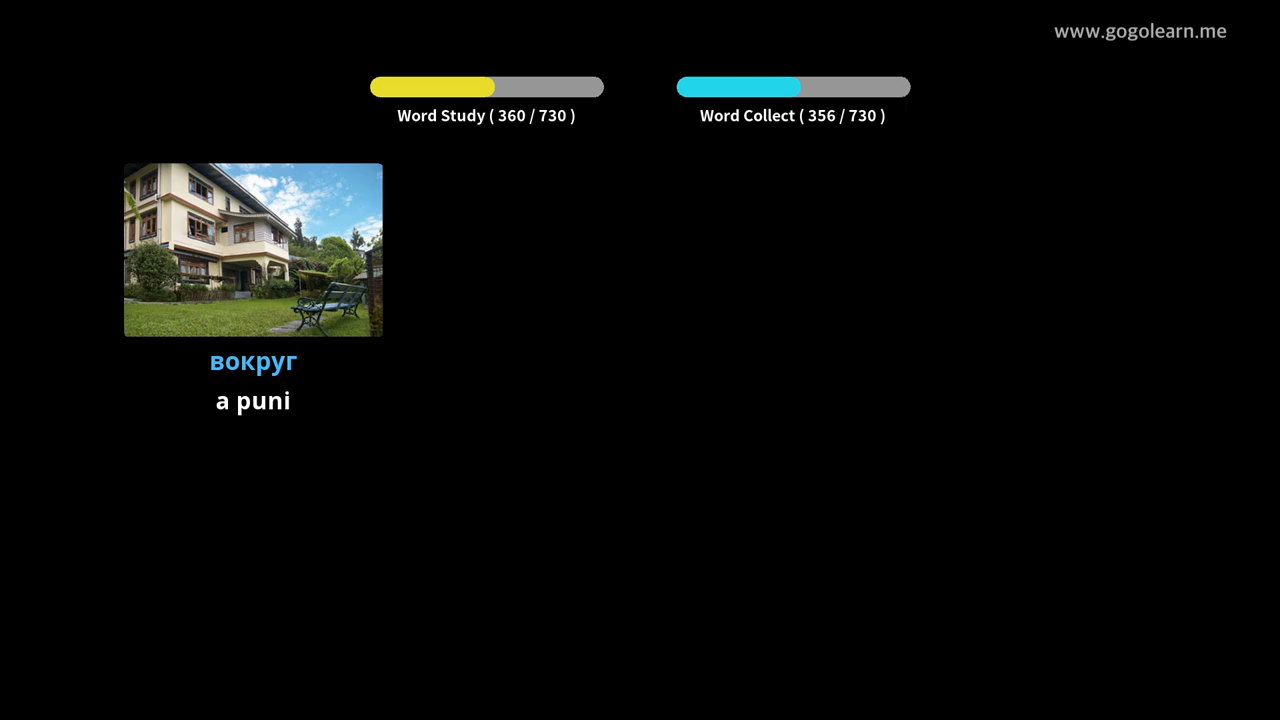 www.gogolearn.me
Word Study ( 360 / 730 )
Word Collect ( 356 / 730 )
вокруг
a puni